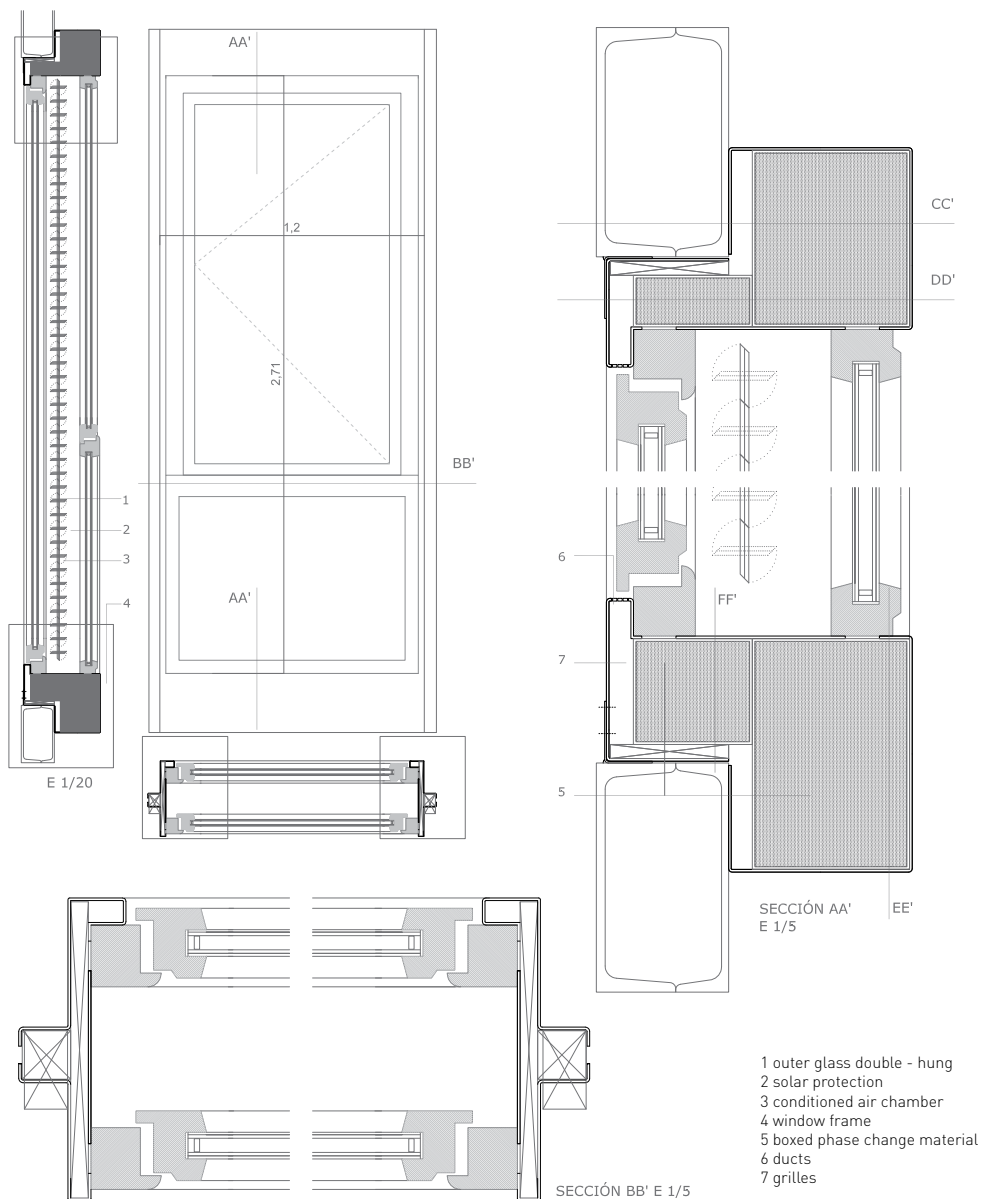 AA'
1,2
2,71
BB'
AA'
1
2
3
4
E 1/20
CC'
DD'
6
FF'
7
5
SECCIÓN AA'
E 1/5
EE'
SECCIÓN BB' E 1/5
1 outer glass double - hung
2 solar protection
3 conditioned air chamber
4 window frame
5 boxed phase change material
6 ducts
7 grilles